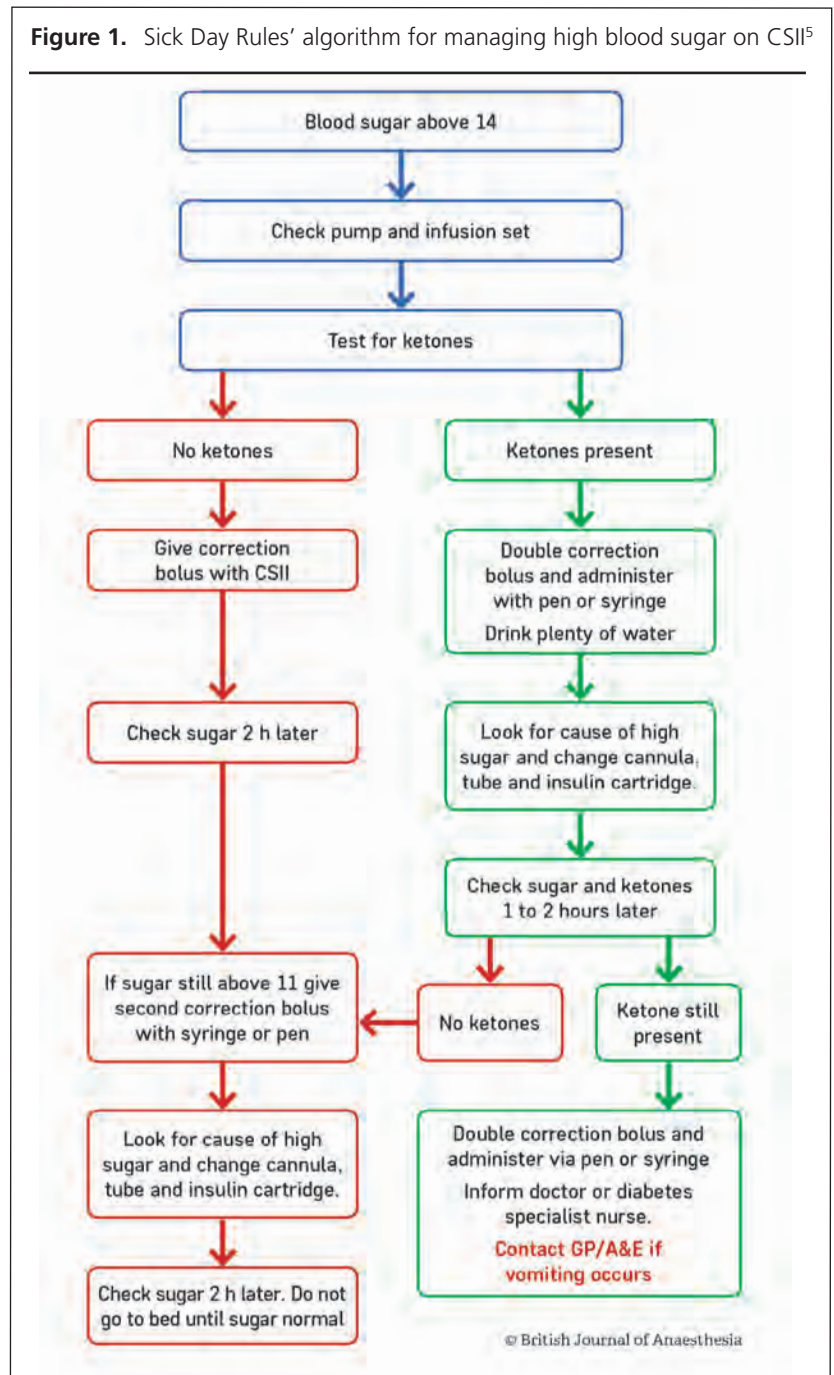 Figure 1. Sick Day Rules' algorithm for managing high blood sugar on CSII5
Blood sugar above 14
Check pump and infusion set
Test for ketones
No ketones
Give correction
bolus with CSII
Check sugar 2 h later
Ketones present
Double correction
bolus and administer
with pen or syringe
Drink plenty of water
Look for cause of high
sugar and change cannula,
tube and insulin cartridge.
Check sugar and ketones
1 to 2 hours later
No ketones
Ketone still
present
If sugar still above 11 give
second correction bolus
with syringe or pen
Look for cause of high
sugar and change cannula,
tube and insulin cartridge.
Check sugar 2 h later. Do not
go to bed until sugar normal
Double correction bolus and
administer via pen or syringe
Inform doctor or diabetes
specialist nurse.
Contact GP/A&E if
vomiting occurs
© British Journal of Anaesthesia